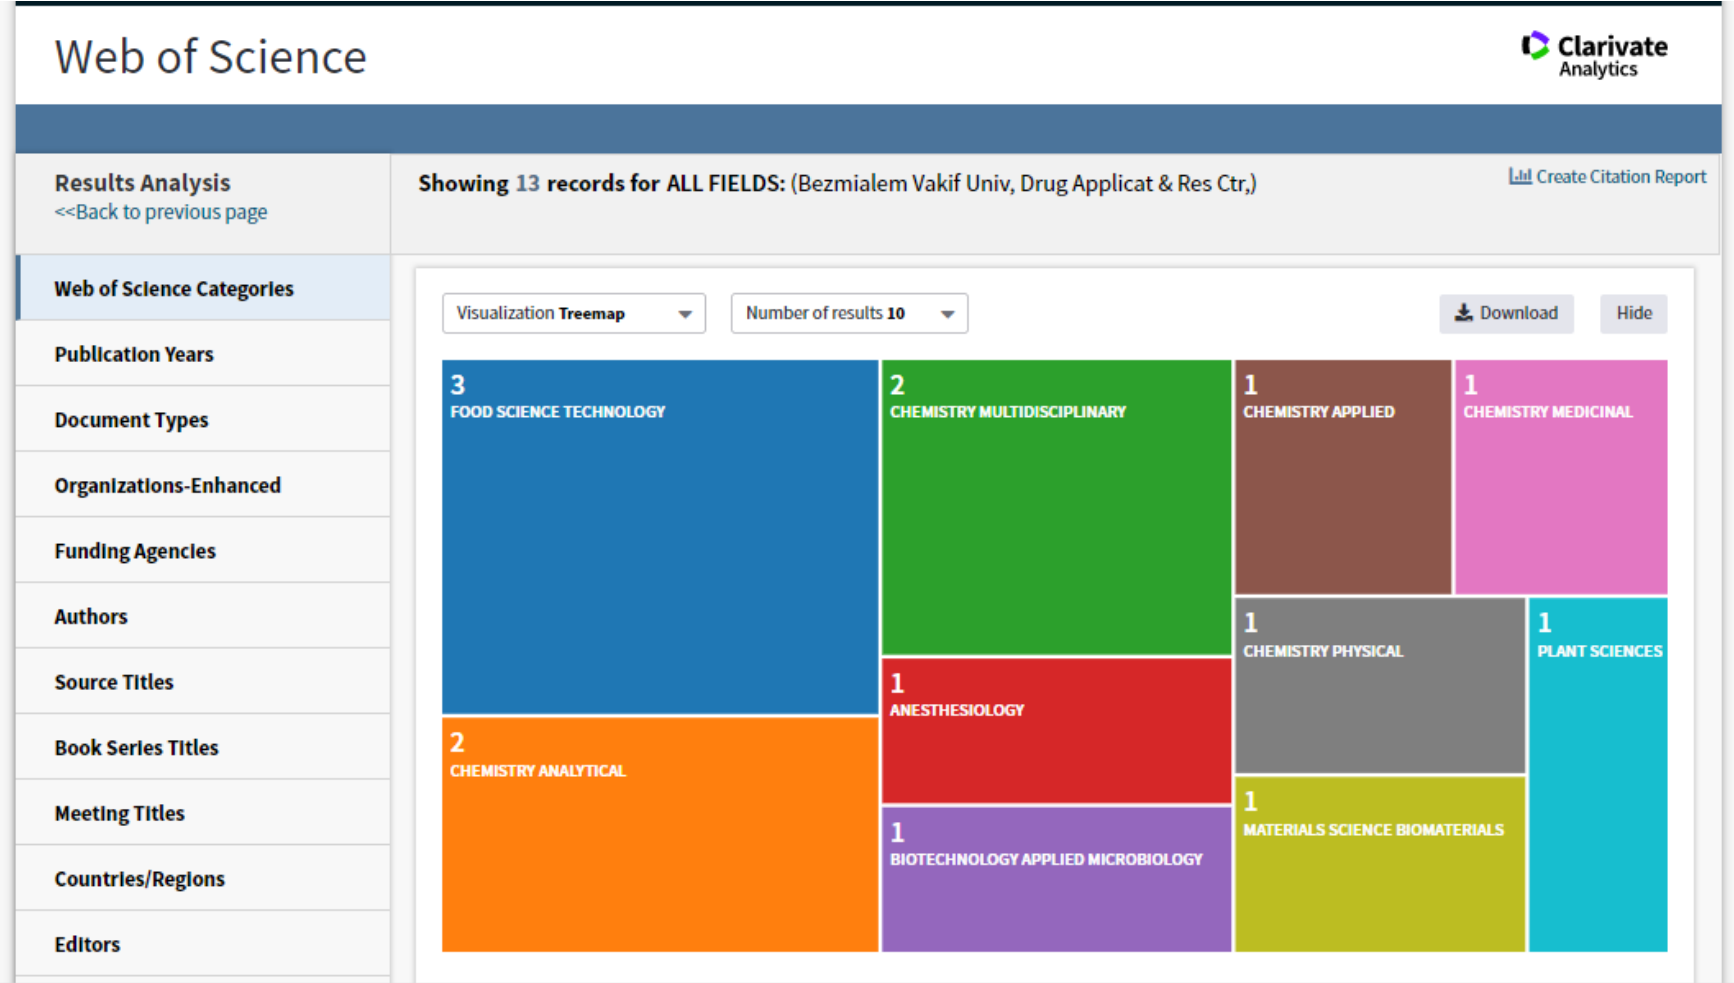 Web of Science
Clarivate
Analytics
Results Analysis
<<Back to previous page
Showing 13 records for ALL FIELDS: (Bezmialem Vakif Univ, Drug Applicat & Res Ctr,)
Create Citation Report
Web of Science Categories
Publication Years
Document Types
Organizations-Enhanced
Funding Agencies
Authors
Source Titles
Book Series Titles
Meeting Titles
Countries/Regions
Editors
Visualization Treemap
Number of results 10
Download
Hide
3
FOOD SCIENCE TECHNOLOGY
2
CHEMISTRY MULTIDISCIPLINARY
1
CHEMISTRY APPLIED
1
CHEMISTRY MEDICINAL
1
CHEMISTRY PHYSICAL
1
PLANT SCIENCES
1
ANESTHESIOLOGY
2
CHEMISTRY ANALYTICAL
1
MATERIALS SCIENCE BIOMATERIALS
1
BIOTECHNOLOGY APPLIED MICROBIOLOGY